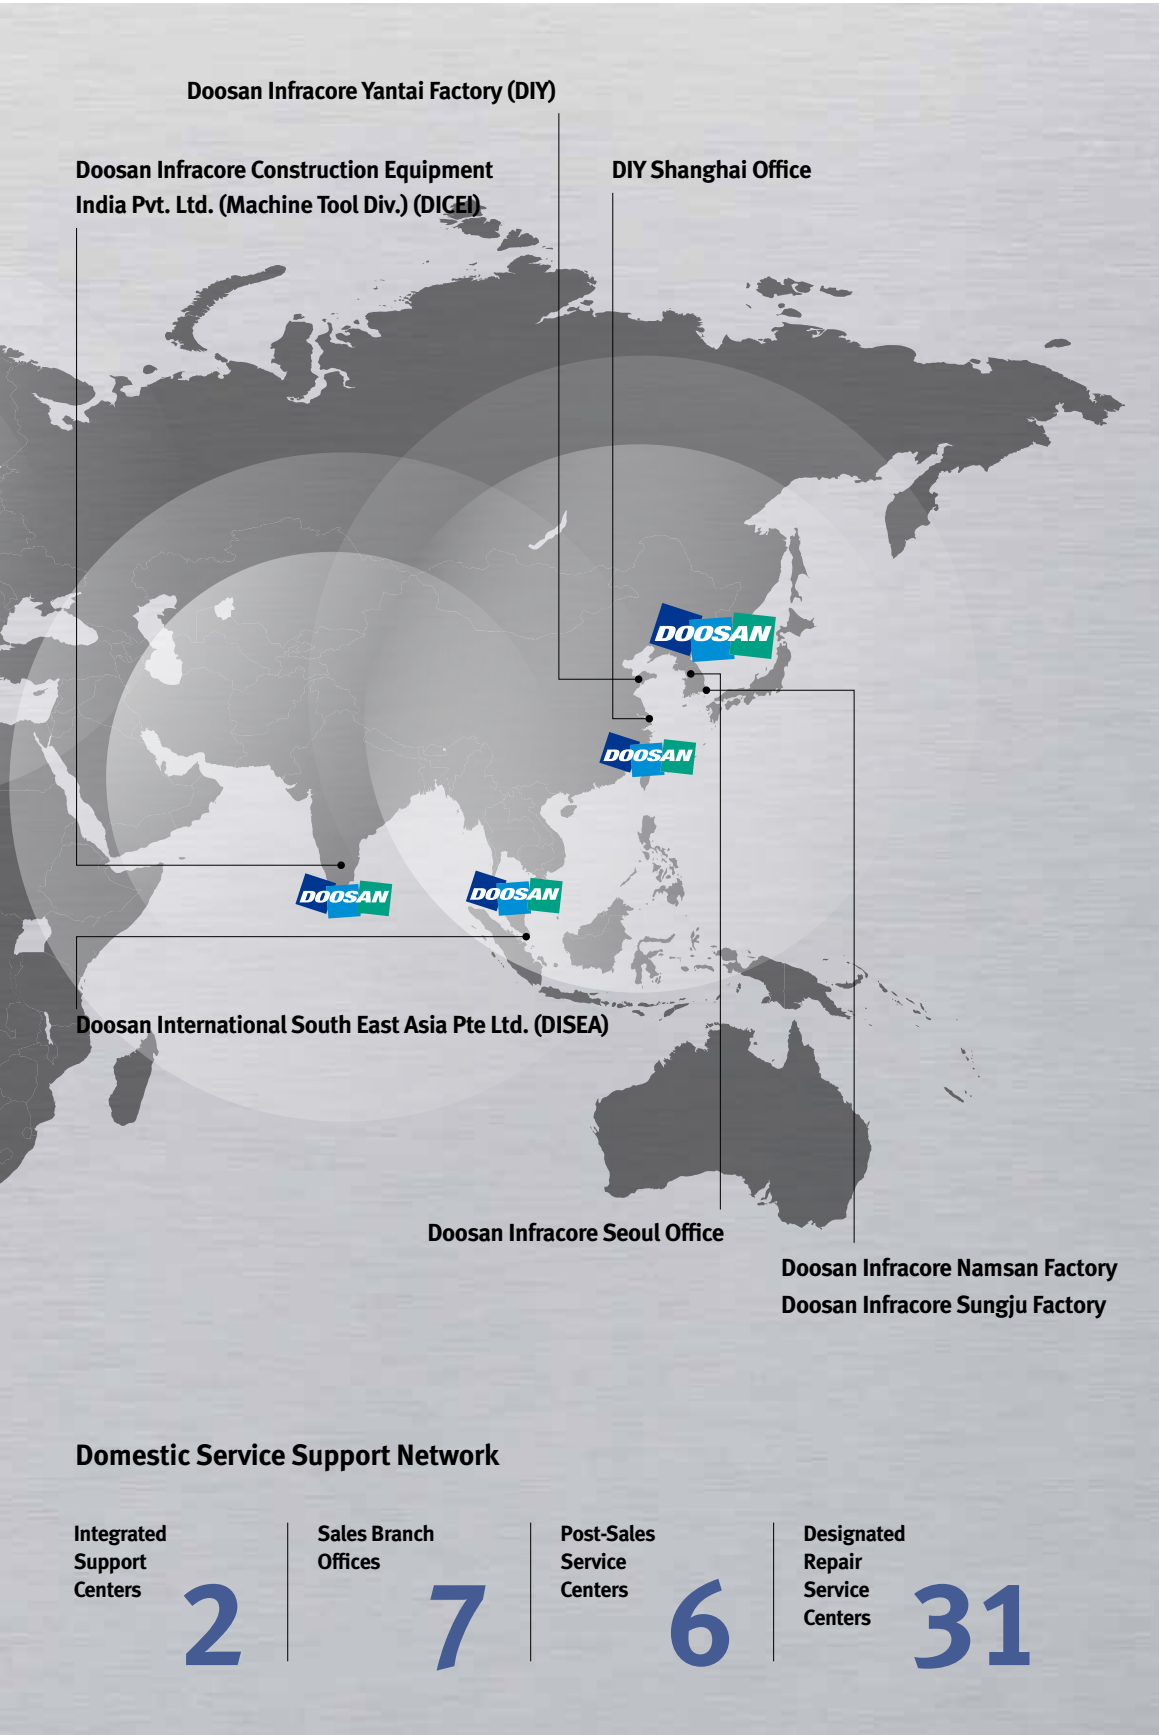 Doosan Infracore Yantai Factory (DIY)
Doosan Infracore Construction Equipment
India Pvt. Ltd. (Machine Tool Div.) (DICEI)
DIY Shanghai Office
DOOSAN
DOOSAN
DOOSAN
DOOSAN
Doosan International South East Asia Pte Ltd. (DISEA)
Doosan Infracore Seoul Office
Doosan Infracore Namsan Factory
Doosan Infracore Sungju Factory
Domestic Service Support Network
Integrated
Support
Centers
2
Sales Branch
Offices
7
Post-Sales
Service
Centers
6
Designated
Repair
Service
Centers
31